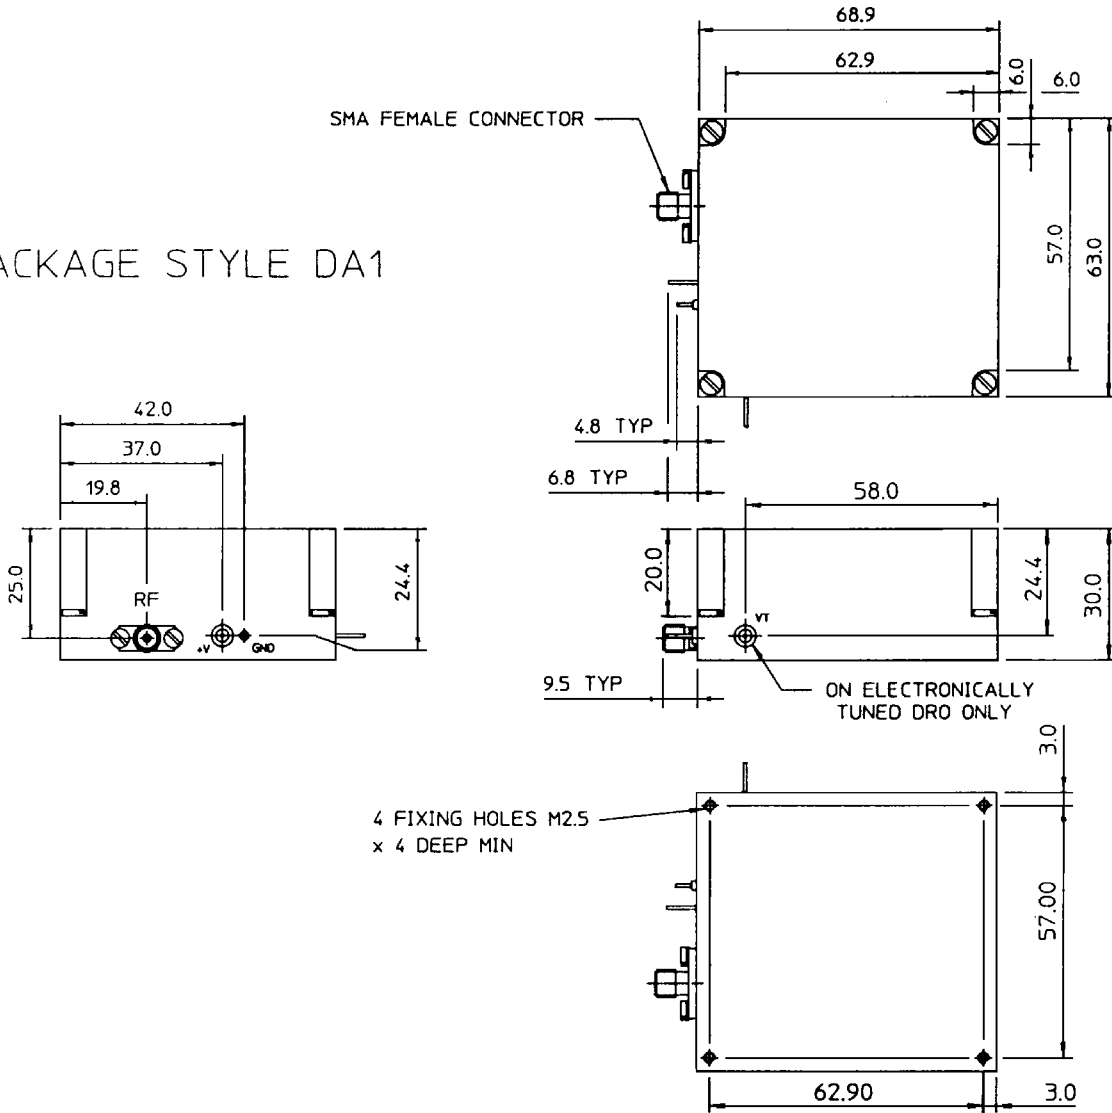 68.9
62.9
6.0
6.0
SMA FEMALE CONNECTOR
57.0
63.0
ACKAGE STYLE DA1
4.8 TYP
6.8 TYP
42.0
37.0
19.8
25.0
24.4
RF
+V
GND
58.0
20.0
24.4
30.0
VT
9.5 TYP
ON ELECTRONICALLY
TUNED DRO ONLY
3.0
4 FIXING HOLES M2.5
x 4 DEEP MIN
57.00
62.90
3.0